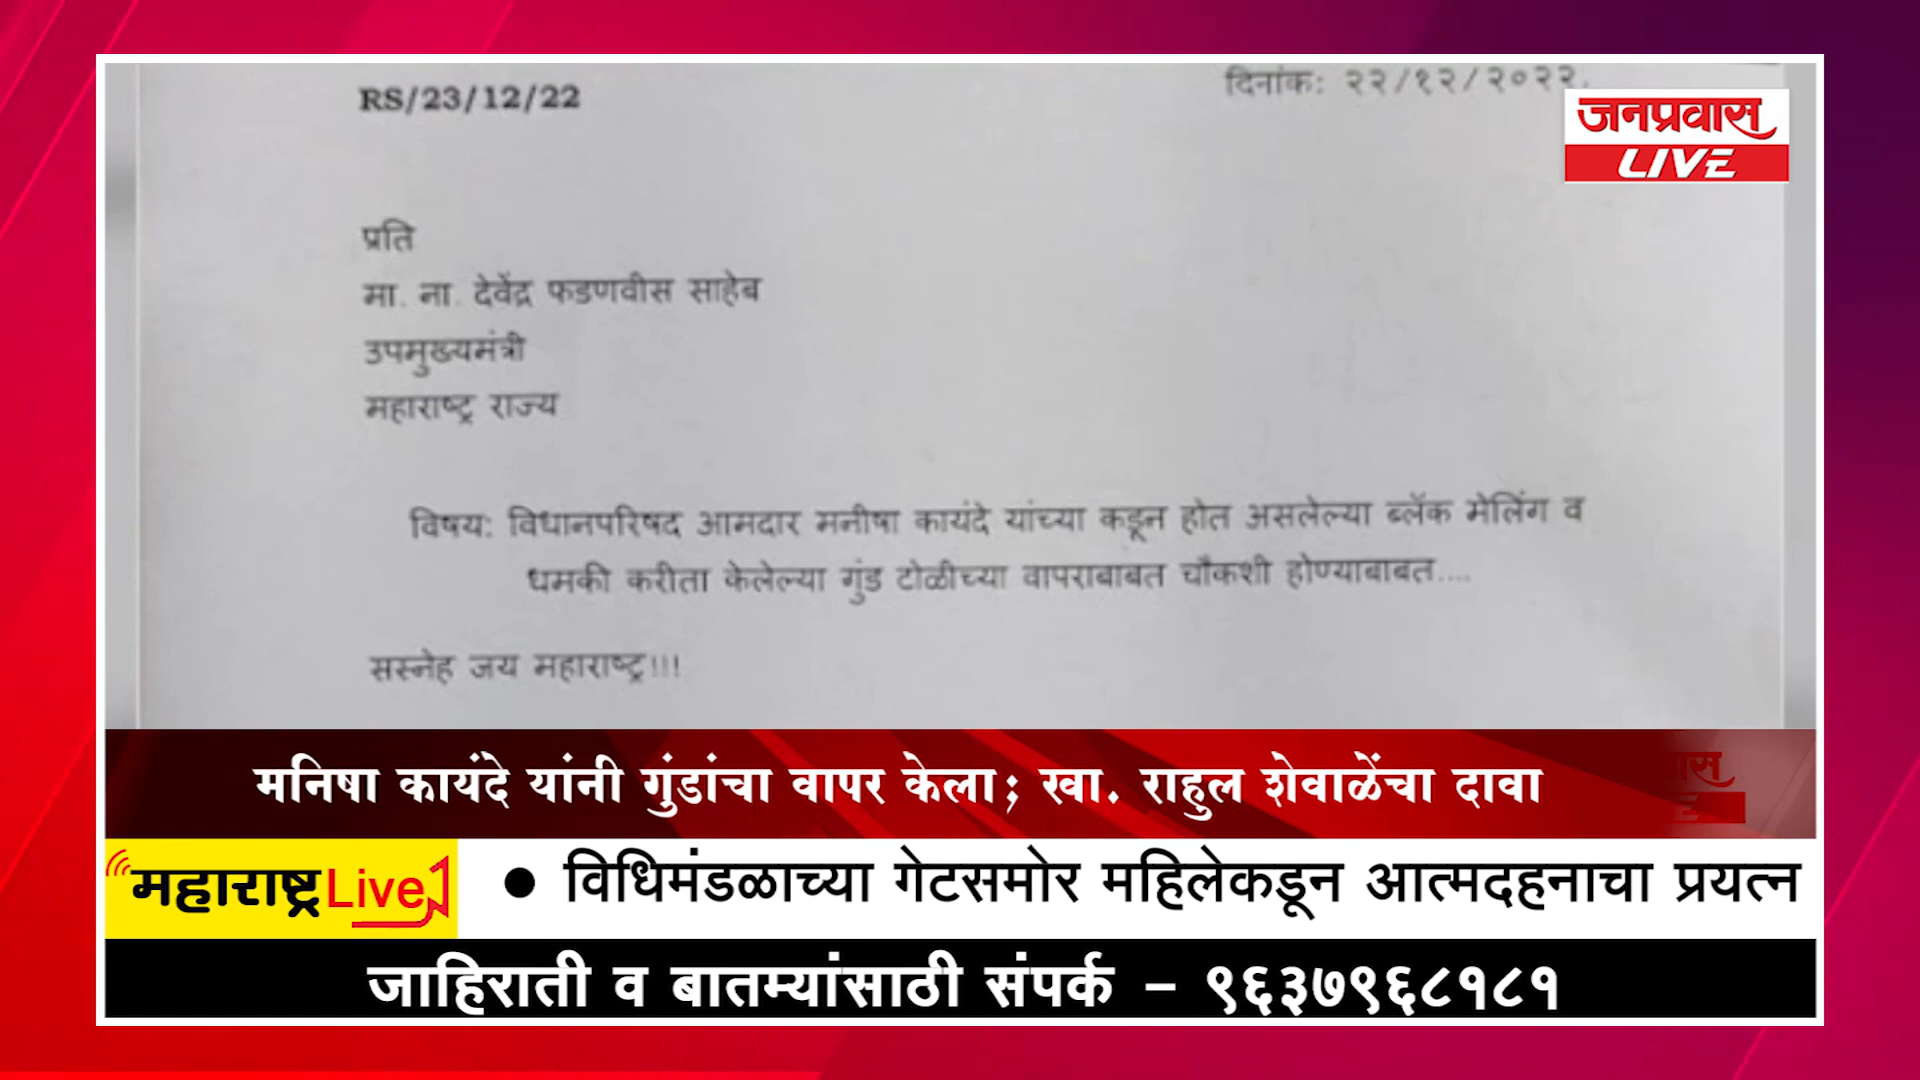 RS/23/12/22
दिनांक: २२/१२/२०२२.
जनप्रवास
LIVE
प्रति
मा. ना. देवेंद्र फडणवीस साहेब
उपमुख्यमंत्री
महाराष्ट्र राज्य
विषय: विधानपरिषद आमदार मनीषा कायंदे यांच्या कडून होत असलेल्या ब्लॅक मेलिंग व
धमकी करीता केलेल्या गुंड टोळीच्या वापराबाबत चौकशी होण्याबाबत....
सस्नेह जय महाराष्ट्र!!!
मनिषा कायंदे यांनी गुंडांचा वापर केला; खा. राहुल शेवाळेंचा दावा
महाराष्ट्र Live
● विधिमंडळाच्या गेटसमोर महिलेकडून आत्मदहनाचा प्रयत्न
जाहिराती व बातम्यांसाठी संपर्क - ९६३७९६८१८१